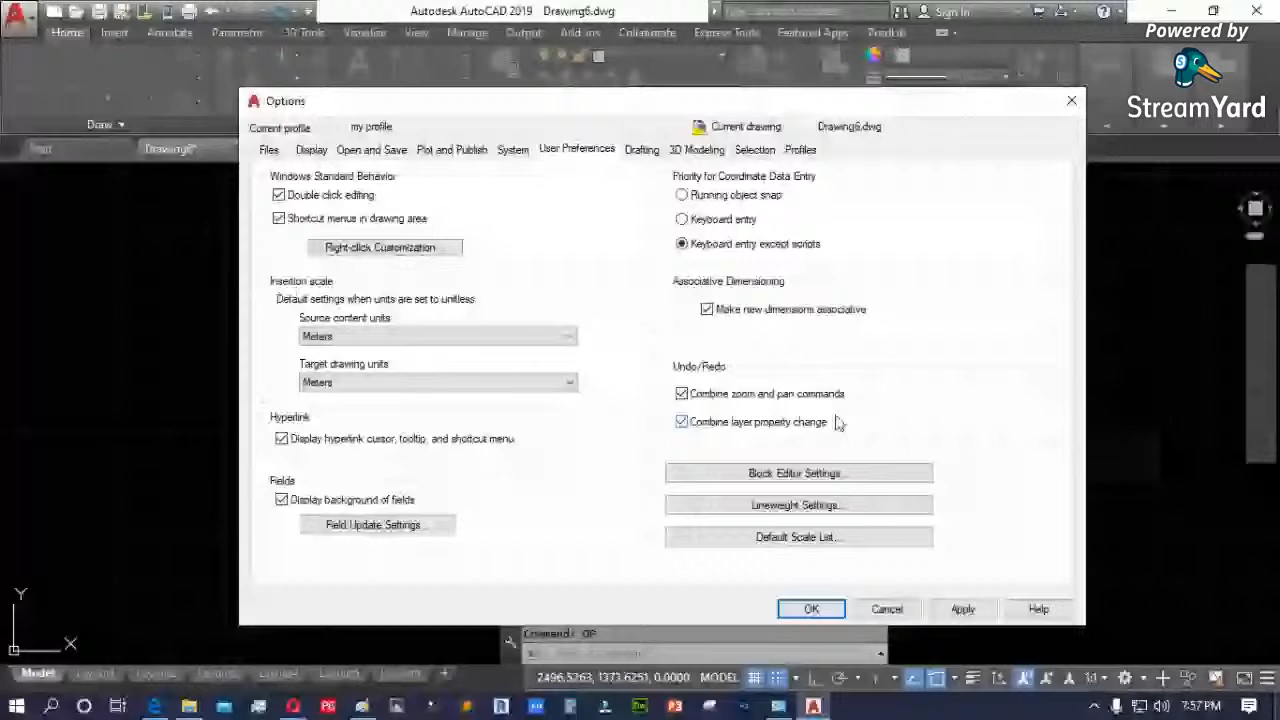 Autodesk AutoCAD 2019 Drawing6.dwg
Sign In
Home Insert Annotate Parametric 3D Tools Visualize View Manage Output Add-ins Collaborate Express Tools Featured Apps
Powered by
StreamYard
Draw
Options
Current profile my profile Current drawing Drawing6.dwg
Files Display Open and Save Plot and Publish System User Preferences Drafting 3D Modeling Selection Profiles
Windows Standard Behavior
Double click editing
Shortcut menus in drawing area
Right-click Customization...
Insertion scale
Default settings when units are set to unitless
Source content units
Meters
Target drawing units
Meters
Hyperlink
Display hyperlink cursor, tooltip, and shortcut menu
Fields
Display background of fields
Field Update Settings...
Priority for Coordinate Data Entry
Running object snap
Keyboard entry
Keyboard entry except scripts
Associative Dimensioning
Make new dimensions associative
Undo/Redo
Combine zoom and pan commands
Combine layer property change
Block Editor Settings...
Lineweight Settings...
Default Scale List...
OK Cancel Apply Help
Y
X
Command: OP
Model
2496.5263, 1373.6251, 0.0000 MODEL
1:1
7:57PM